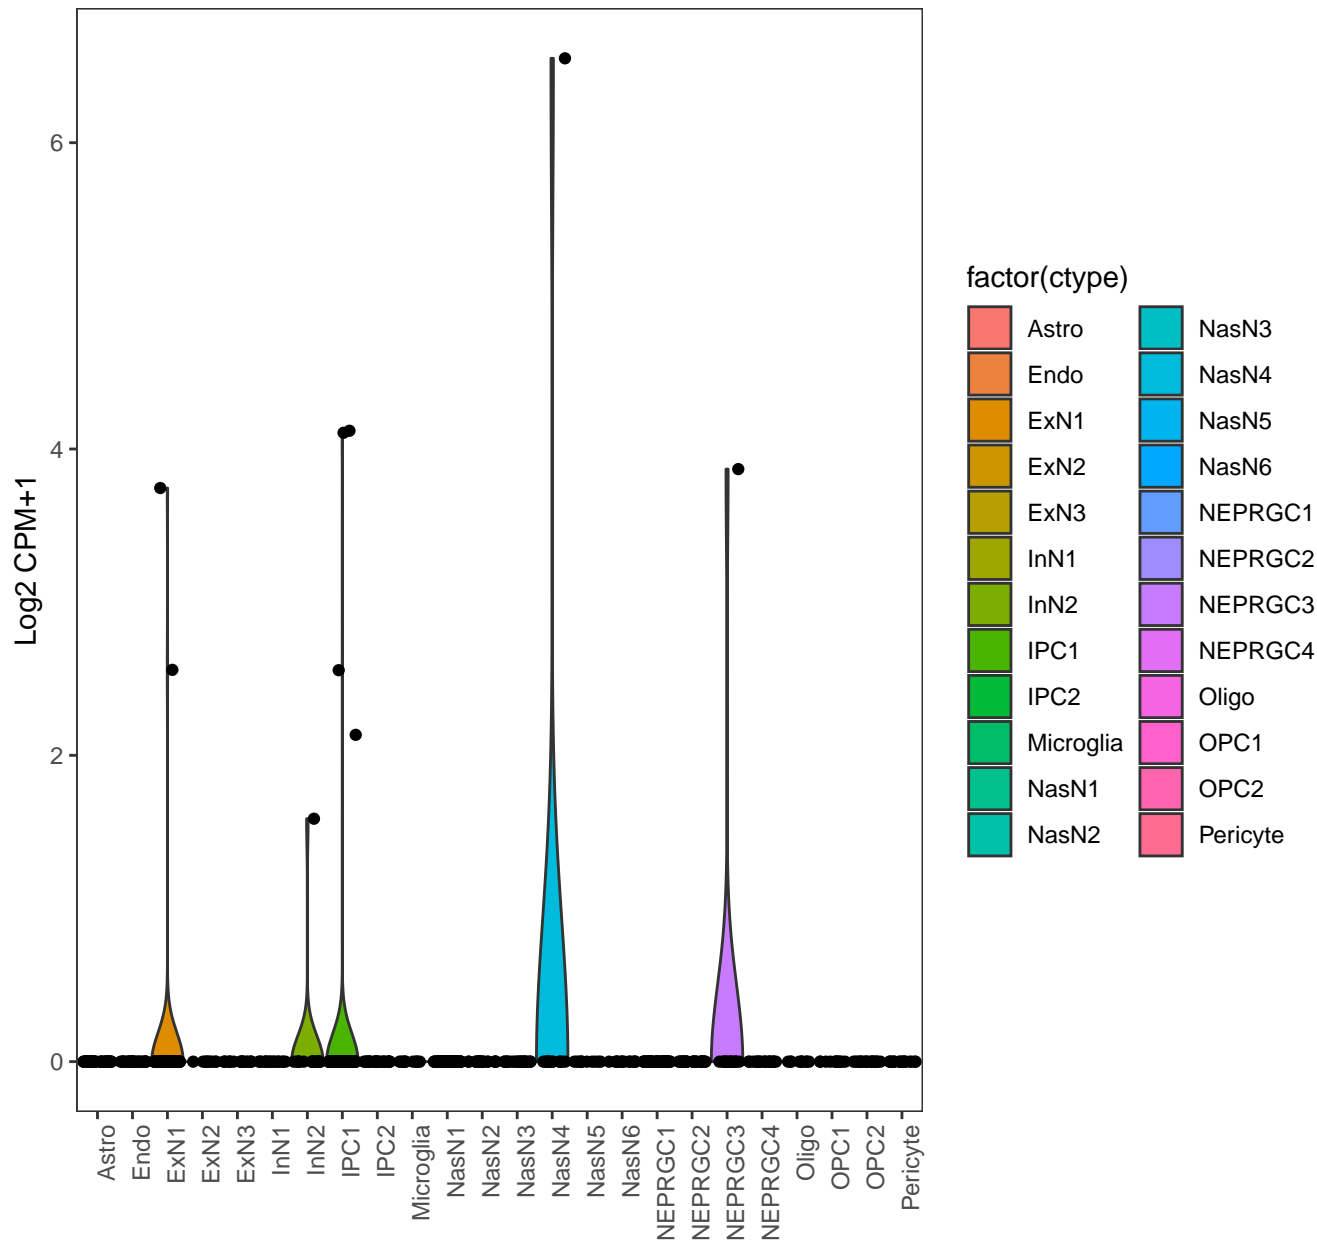 Log2 CPM+1
6
4
2
0
Astro
Endo
ExN1
ExN2
ExN3
InN1
InN2
IPC1
IPC2
Microglia
NasN1
NasN2
NasN3
NasN4
NasN5
NasN6
NEPRGC1
NEPRGC2
NEPRGC3
NEPRGC4
Oligo
OPC1
OPC2
Pericyte
factor(ctype)
Astro
Endo
ExN1
ExN2
ExN3
InN1
InN2
IPC1
IPC2
Microglia
NasN1
NasN2
NasN3
NasN4
NasN5
NasN6
NEPRGC1
NEPRGC2
NEPRGC3
NEPRGC4
Oligo
OPC1
OPC2
Pericyte